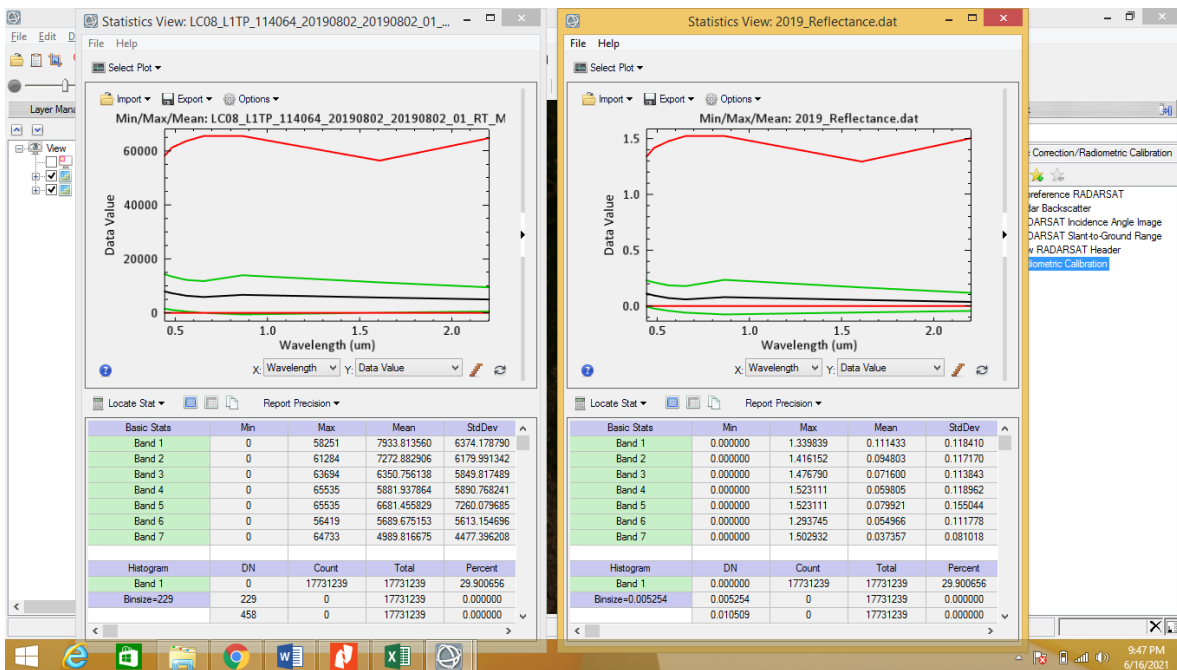 Statistics View: LC08_L1TP_114064_20190802_20190802_01_...
File Help
Select Plot
Import Export Options
Min/Max/Mean: LC08_L1TP_114064_20190802_20190802_01_RT_M
60000
40000
20000
0
Data Value
0.5 1.0 1.5 2.0
Wavelength (um)
X: Wavelength Y: Data Value
Locate Stat Report Precision
Basic Stats Min Max Mean StdDev
Band 1 0 58251 7933.813560 6374.178790
Band 2 0 61284 7272.882906 6179.991342
Band 3 0 63694 6350.756138 5849.817489
Band 4 0 65535 5881.937864 5890.768241
Band 5 0 65535 6681.455829 7260.079685
Band 6 0 56419 5689.675153 5613.154696
Band 7 0 64733 4989.816675 4477.396208
Histogram DN Count Total Percent
Band 1 0 17731239 17731239 29.900656
Binsize=229 229 0 17731239 0.000000
458 0 17731239 0.000000
Statistics View: 2019_Reflectance.dat
File Help
Select Plot
Import Export Options
Min/Max/Mean: 2019_Reflectance.dat
1.5
1.0
0.5
0.0
Data Value
0.5 1.0 1.5 2.0
Wavelength (um)
X: Wavelength Y: Data Value
Locate Stat Report Precision
Basic Stats Min Max Mean StdDev
Band 1 0.000000 1.339839 0.111433 0.118410
Band 2 0.000000 1.416152 0.094803 0.117170
Band 3 0.000000 1.476790 0.071600 0.113843
Band 4 0.000000 1.523111 0.059805 0.118962
Band 5 0.000000 1.523111 0.079921 0.155044
Band 6 0.000000 1.293745 0.054966 0.111778
Band 7 0.000000 1.502932 0.037357 0.081018
Histogram DN Count Total Percent
Band 1 0.000000 17731239 17731239 29.900656
Binsize=0.005254 0.005254 0 17731239 0.000000
0.010509 0 17731239 0.000000
File Edit D
Layer Mana
View
Correction/Radiometric Calibration
reference RADARSAT
dar Backscatter
DARSAT Incidence Angle Image
DARSAT Slant-to-Ground Range
w RADARSAT Header
diometric Calibration
9:47 PM
6/16/2021